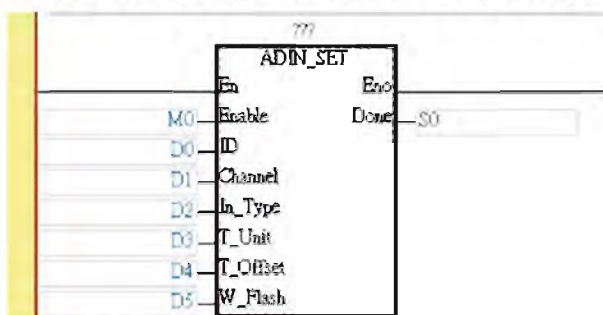 ???
ADIN_SET
En Eno
M0 Enable Done S0
D0 ID
D1 Channel
D2 In_Type
D3 T_Unit
D4 T_Offset
D5 W_Flash